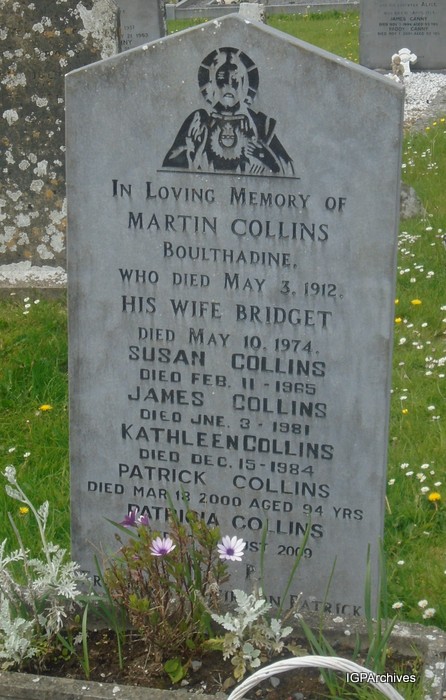 IN LOVING MEMORY OF
MARTIN COLLINS
BOULTHADINE,
WHO DIED MAY 3, 1912.
HIS WIFE BRIDGET
DIED MAY 10, 1974.
SUSAN COLLINS
DIED FEB. 11 - 1965
JAMES COLLINS
DIED JNE. 3 - 1981
KATHLEEN COLLINS
DIED DEC. 15 - 1984
PATRICK COLLINS
DIED MAR 13 2000 AGED 94 YRS
PATRICIA COLLINS
2009
PATRICK
IGPArchives